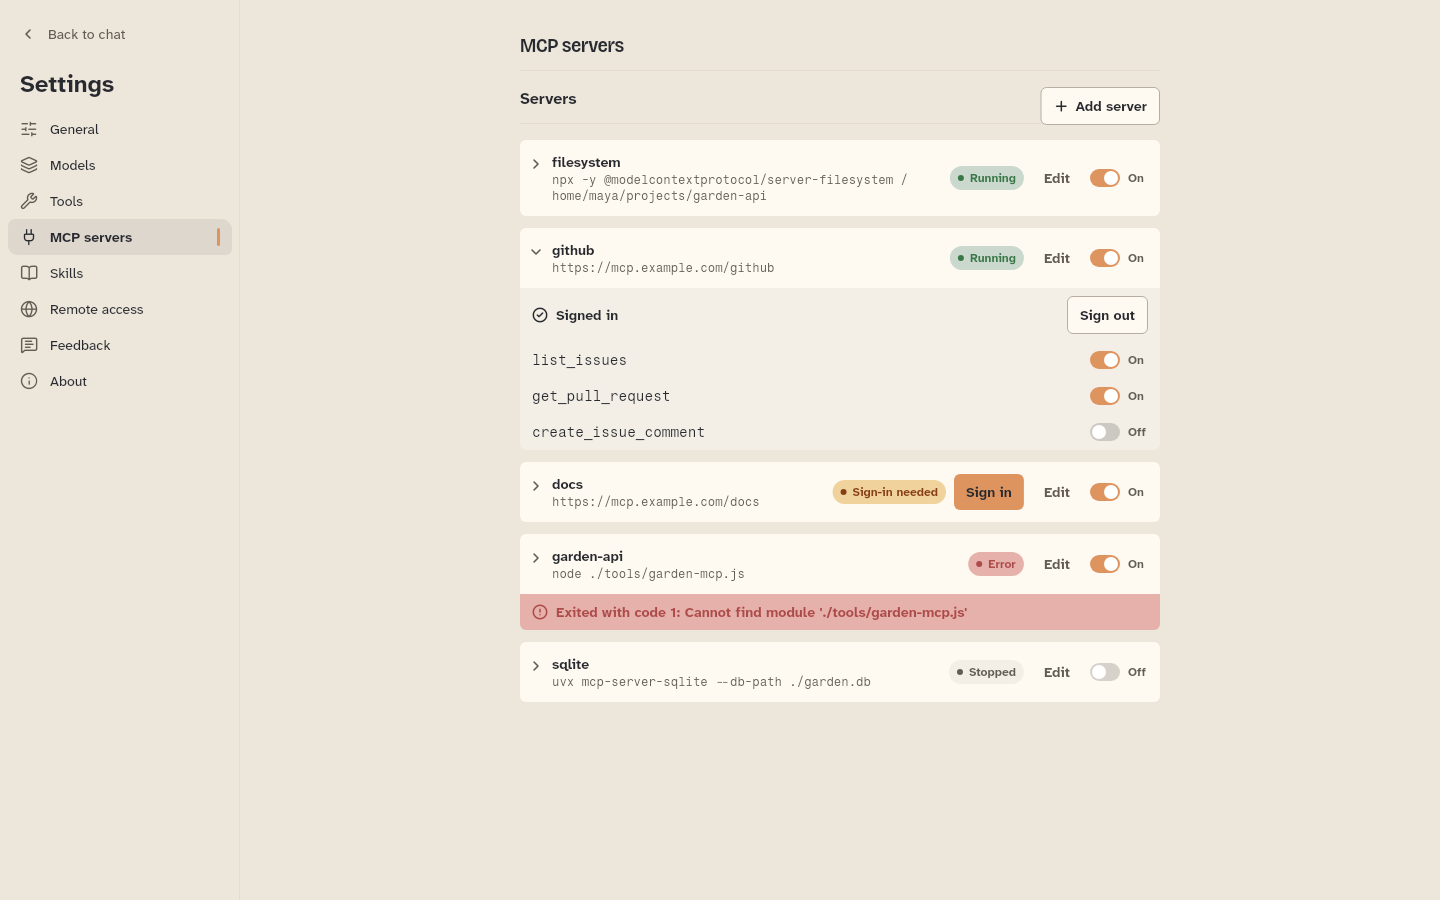 Back to chat
Settings
General
Models
Tools
MCP servers
Skills
Remote access
Feedback
About
MCP servers
Servers
Add server
filesystem
npx -y @modelcontextprotocol/server-filesystem /
home/maya/projects/garden-api
Running
Edit
On
github
https://mcp.example.com/github
Running
Edit
On
Signed in
Sign out
list_issues
On
get_pull_request
On
create_issue_comment
Off
docs
https://mcp.example.com/docs
Sign-in needed
Sign in
Edit
On
garden-api
node ./tools/garden-mcp.js
Error
Edit
On
Exited with code 1: Cannot find module './tools/garden-mcp.js'
sqlite
uvx mcp-server-sqlite --db-path ./garden.db
Stopped
Edit
Off